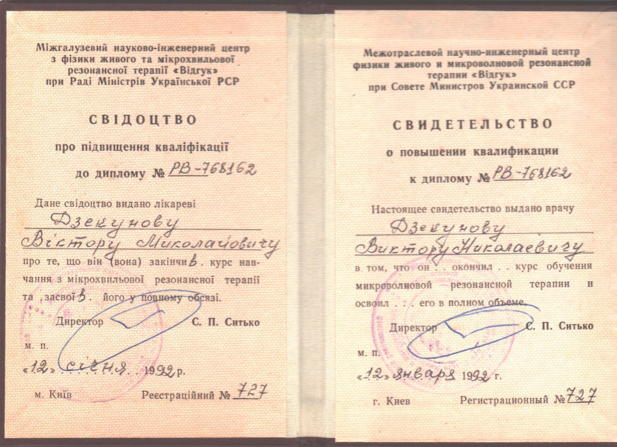 Міжгалузевий науково-інженерний центр
з фізики живого та мікрохвильової
резонансної терапії «Відгук»
при Раді Міністрів Української РСР
СВІДОЦТВО
про підвищення кваліфікації
до диплому № РВ-768162
Дане свідоцтво видано лікареві
Дзекунову
Віктору Миколайовичу
про те, що він (вона) закінчив. курс нав-
чання з мікрохвильової резонансної терапії
та засвоїв. його у повному обсязі.
Директор С. П. Ситько
м. п.
«12» січня 1992 р.
м. Київ Реєстраційний № 727
Межотраслевой научно-инженерный центр
физики живого и микроволновой резонансной
терапии «Відгук»
при Совете Министров Украинской ССР
СВИДЕТЕЛЬСТВО
о повышении квалификации
к диплому № РВ-768162
Настоящее свидетельство выдано врачу
Дзекунову
Виктору Николаевичу
в том, что он . . окончил . . курс обучения
микроволновой резонансной терапии и
освоил . . . его в полном объеме.
Директор С. П. Ситько
м. п.
«12» января 1992 г.
г. Киев Регистрационный № 727